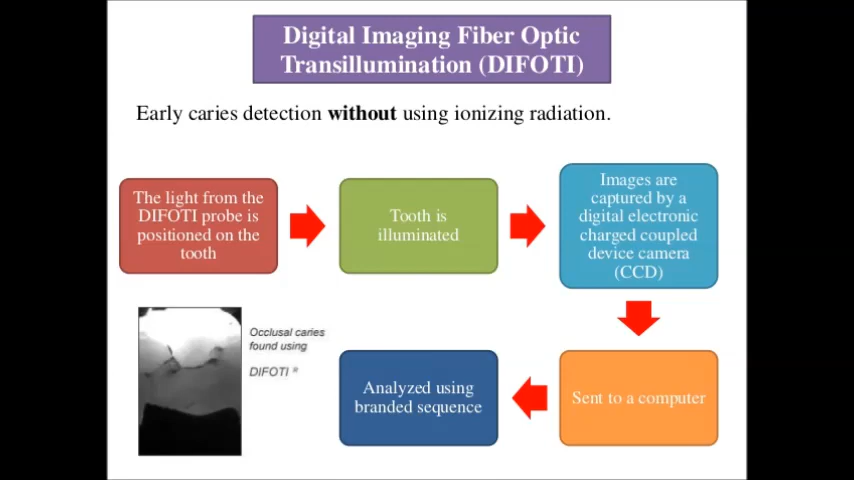 Digital Imaging Fiber Optic
Transillumination (DIFOTI)
Early caries detection without using ionizing radiation.
The light from the
DIFOTI probe is
positioned on the
tooth
Tooth is
illuminated
Images are
captured by a
digital electronic
charged coupled
device camera
(CCD)
Sent to a computer
Analyzed using
branded sequence
Occlusal caries
found using
DIFOTI ®